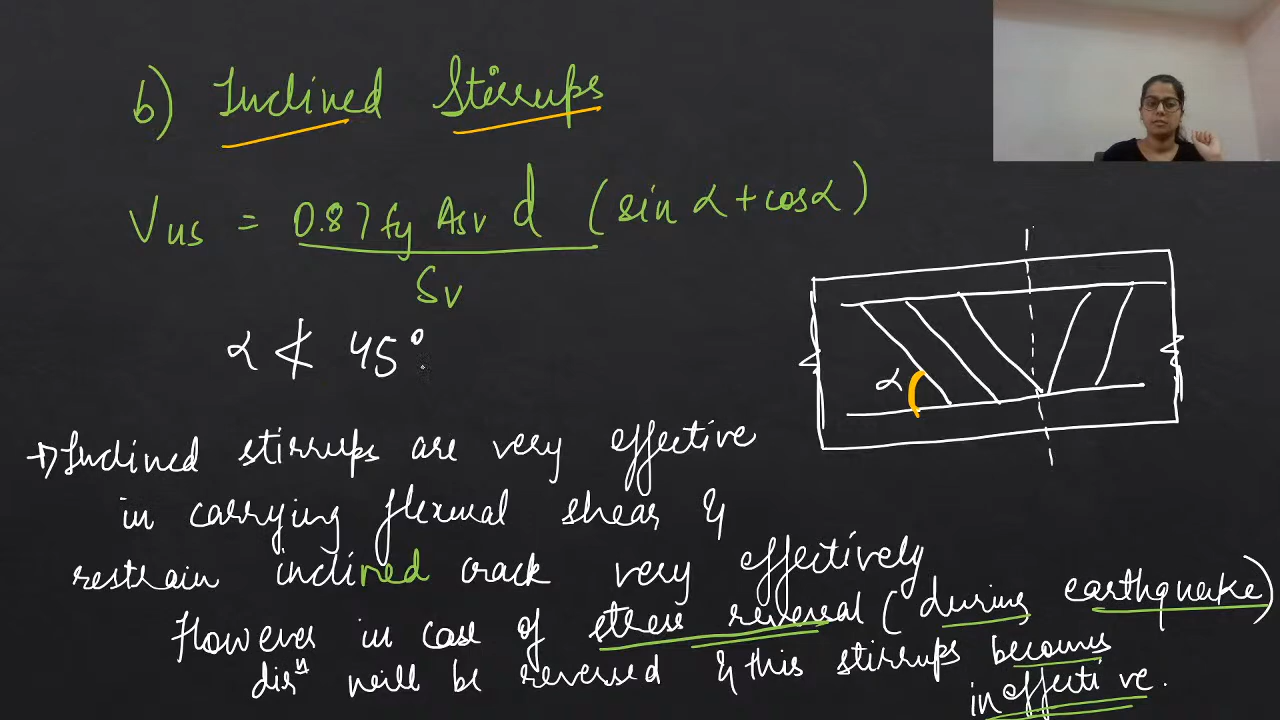 b) Inclined Stirrups
Vus = 0.87 fy Asv d (sin α + cos α)
Sv
α ≮ 45°
α
→ Inclined stirrups are very effective
in carrying flexural shear &
restrain inclined crack very effectively
However in case of stress reversal (during earthquake)
dirⁿ will be reversed & this stirrups becomes
ineffective.